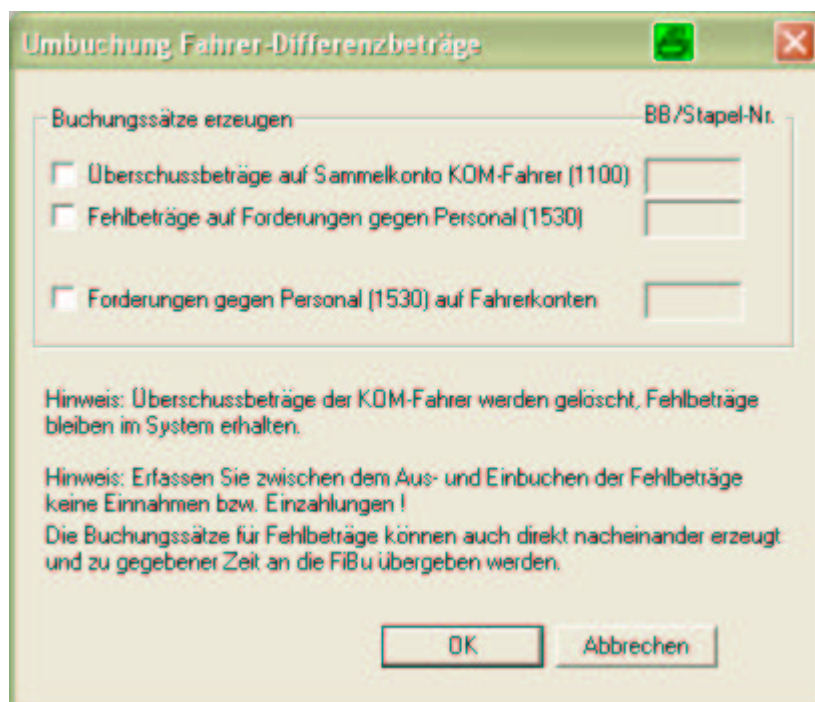 Umbuchung Fahrer-Differenzbeträge
Buchungssätze erzeugen BB/Stapel-Nr.
Überschussbeträge auf Sammelkonto KOM-Fahrer (1100)
Fehlbeträge auf Forderungen gegen Personal (1530)
Forderungen gegen Personal (1530) auf Fahrerkonten
Hinweis: Überschussbeträge der KOM-Fahrer werden gelöscht, Fehlbeträge
bleiben im System erhalten.
Hinweis: Erfassen Sie zwischen dem Aus- und Einbuchen der Fehlbeträge
keine Einnahmen bzw. Einzahlungen !
Die Buchungssätze für Fehlbeträge können auch direkt nacheinander erzeugt
und zu gegebener Zeit an die FiBu übergeben werden.
OK Abbrechen